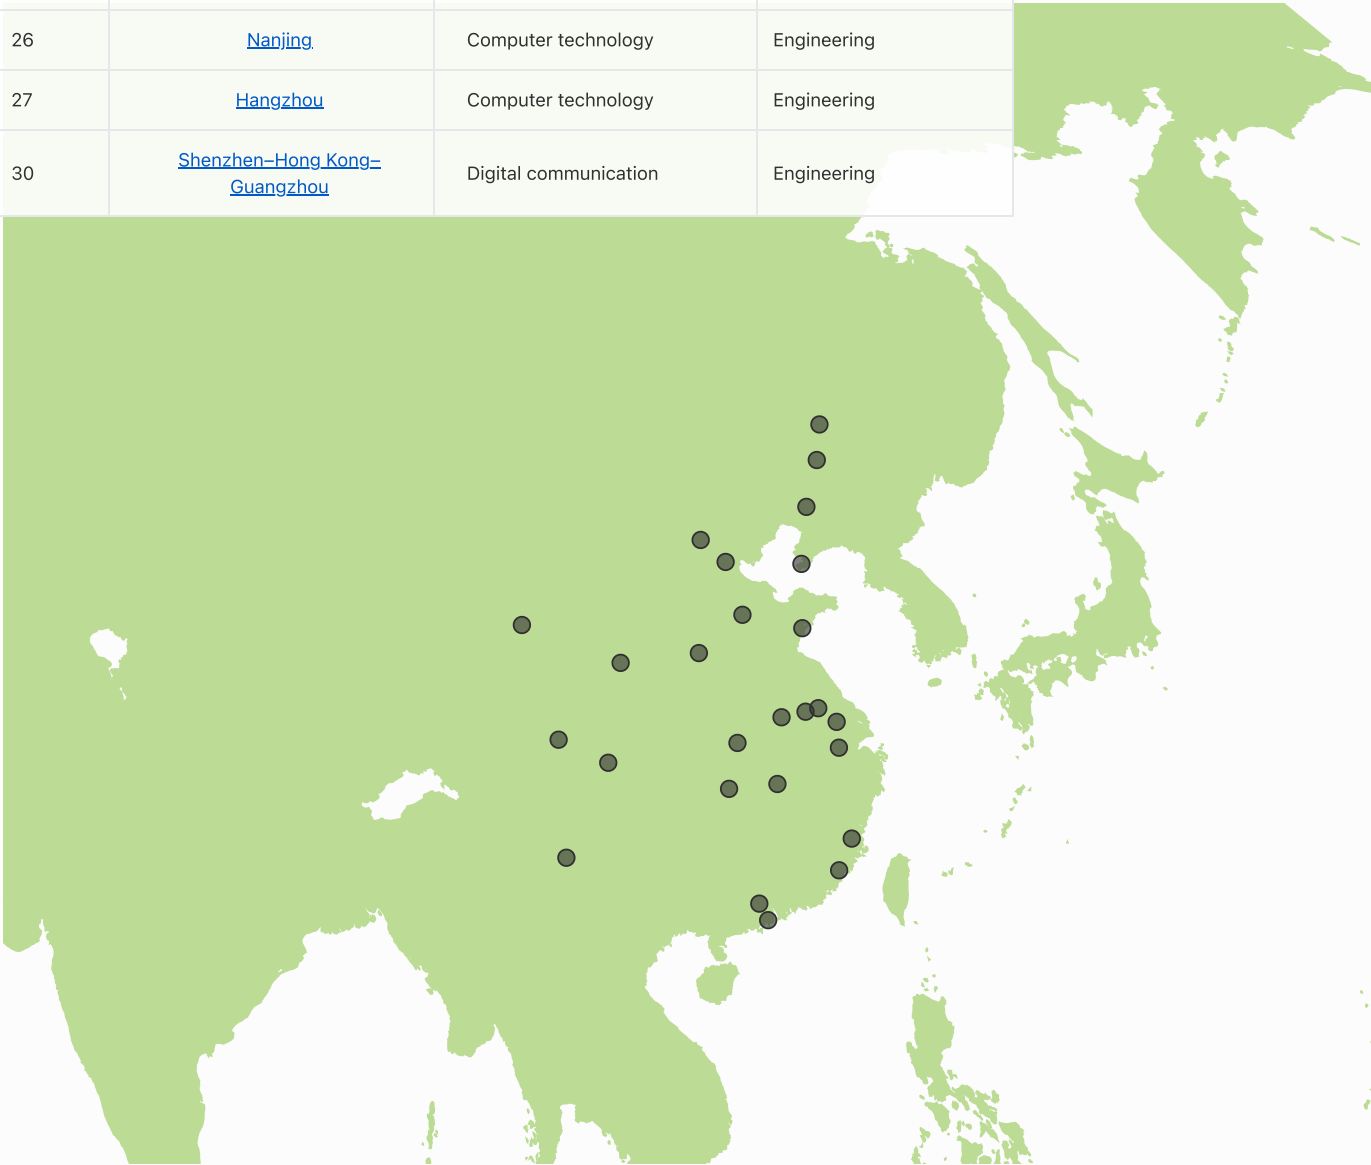 26 Nanjing Computer technology Engineering
27 Hangzhou Computer technology Engineering
30 Shenzhen–Hong Kong– Digital communication Engineering
Guangzhou